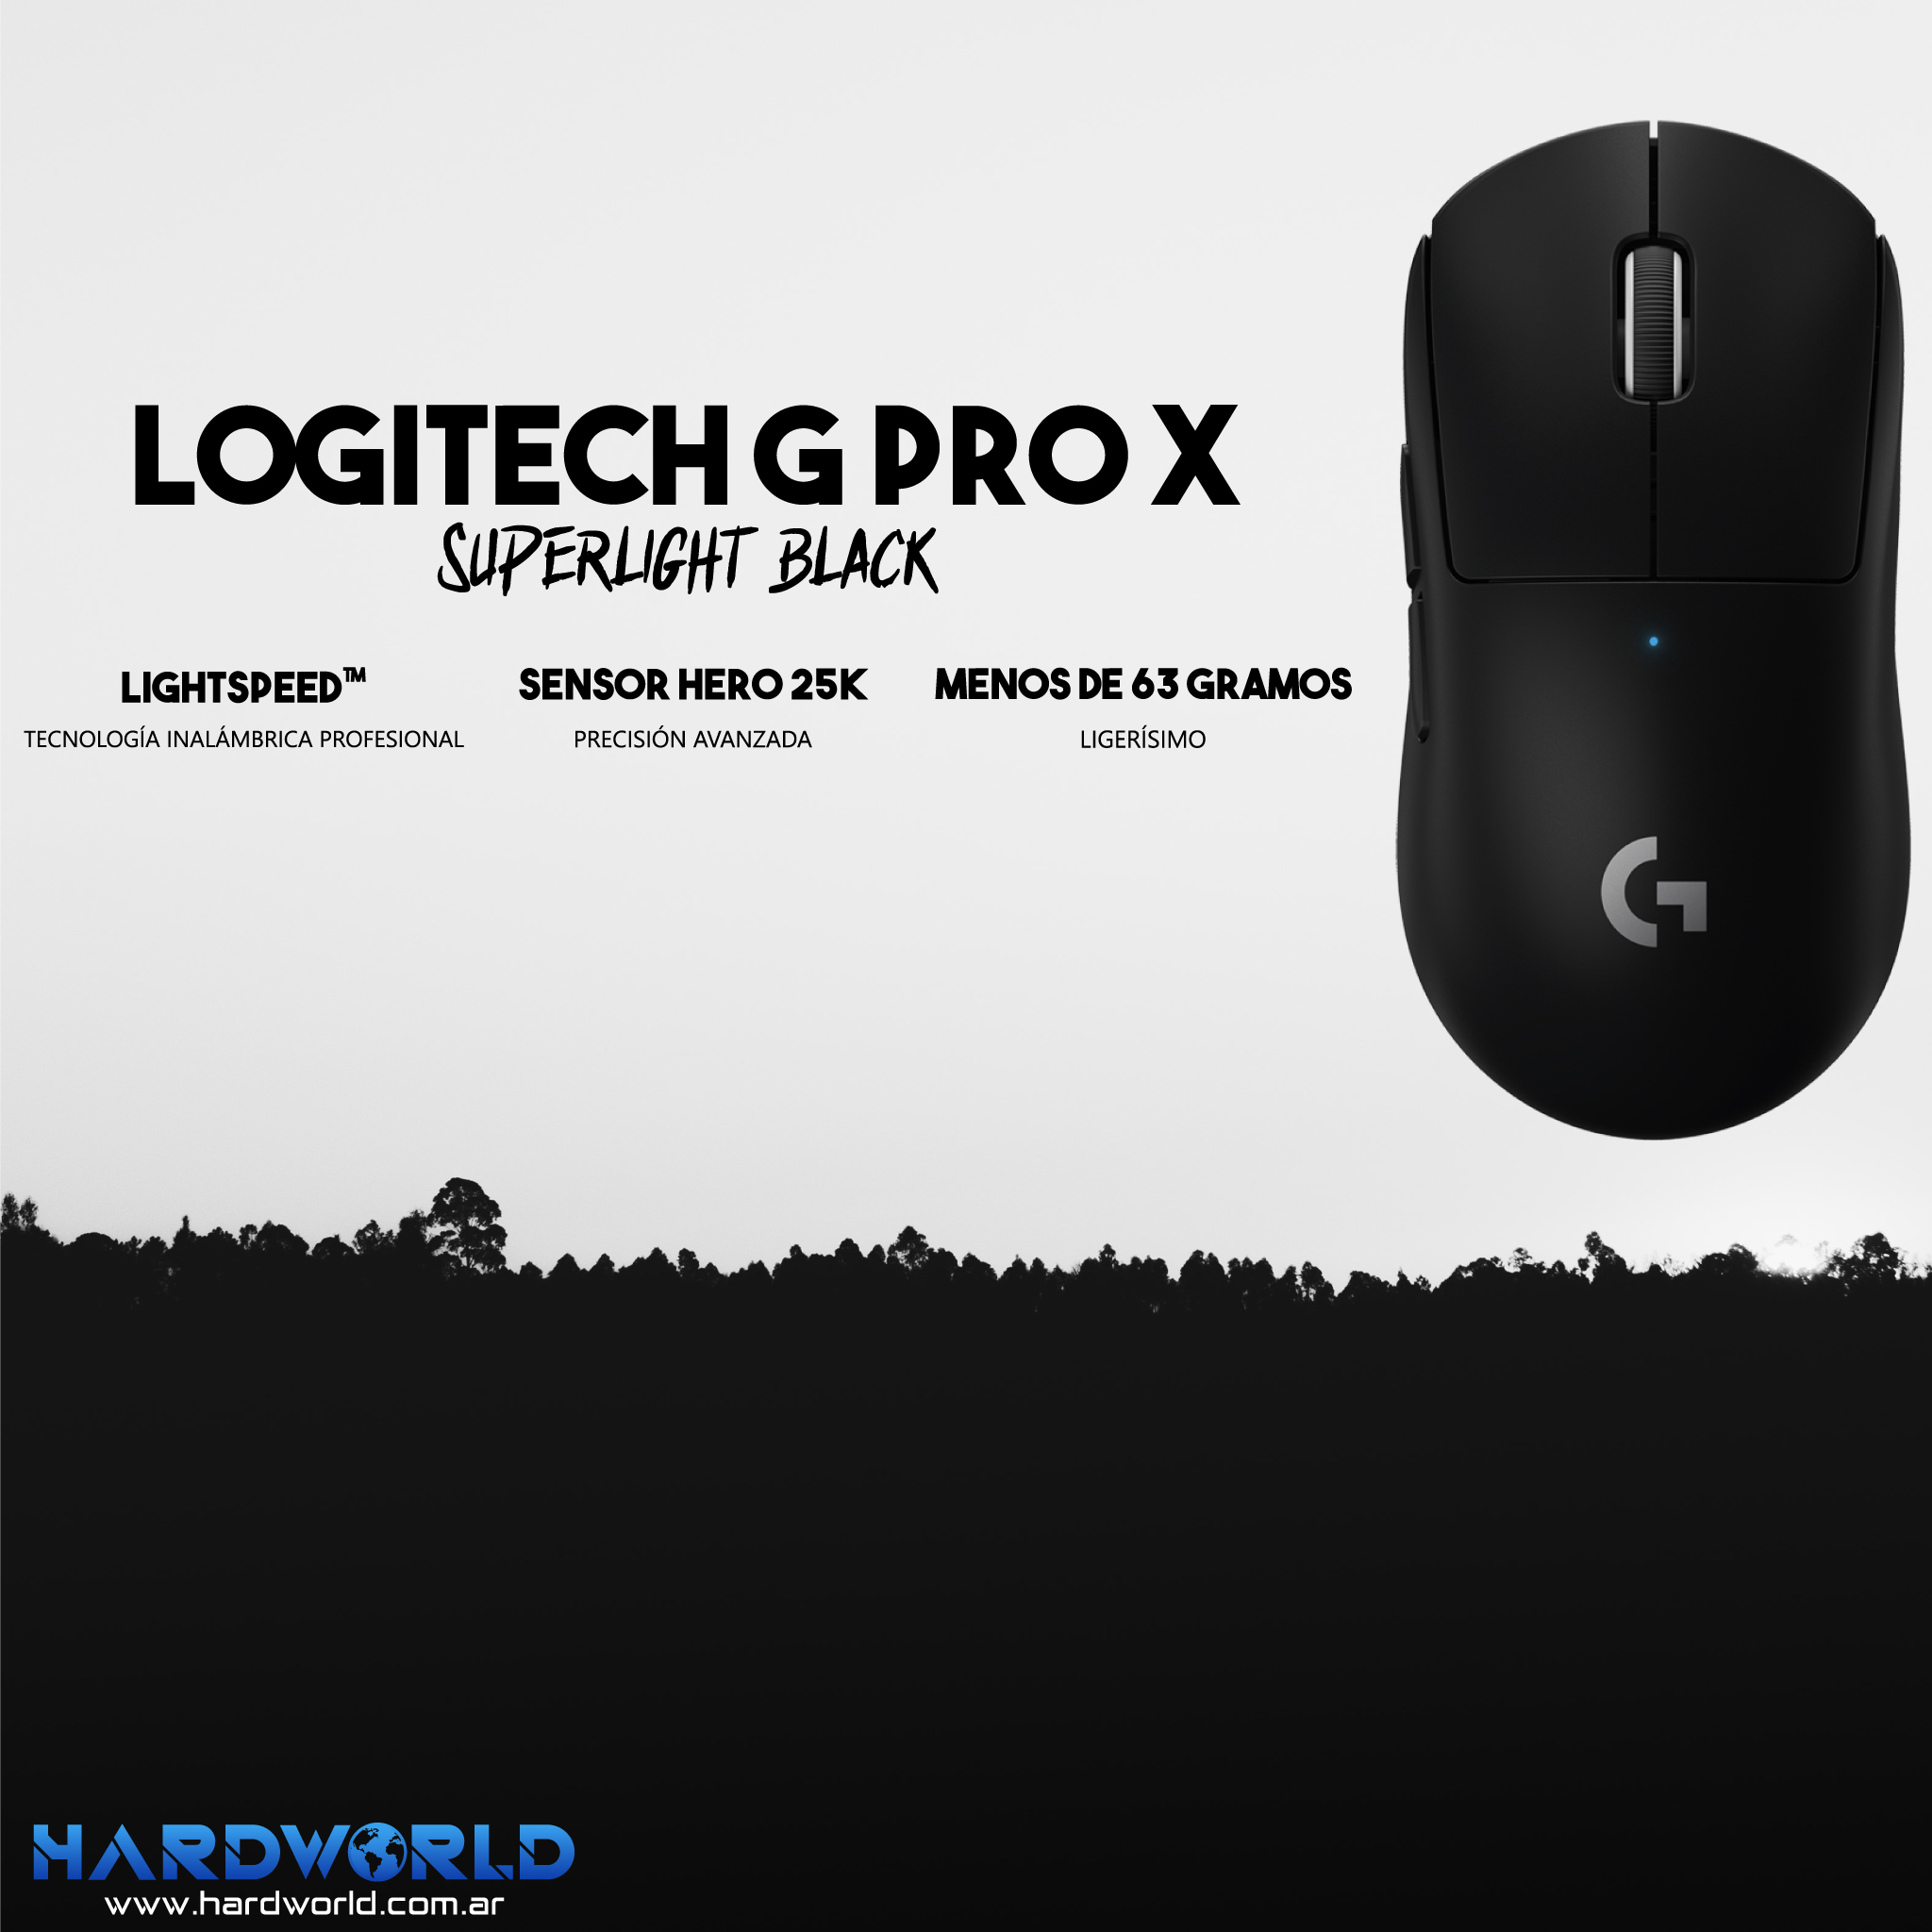 LOGITECH G PRO X
SUPERLIGHT BLACK
LIGHTSPEED™
TECNOLOGÍA INALÁMBRICA PROFESIONAL
SENSOR HERO 25K
PRECISIÓN AVANZADA
MENOS DE 63 GRAMOS
LIGERÍSIMO
G
HARDWORLD
www.hardworld.com.ar